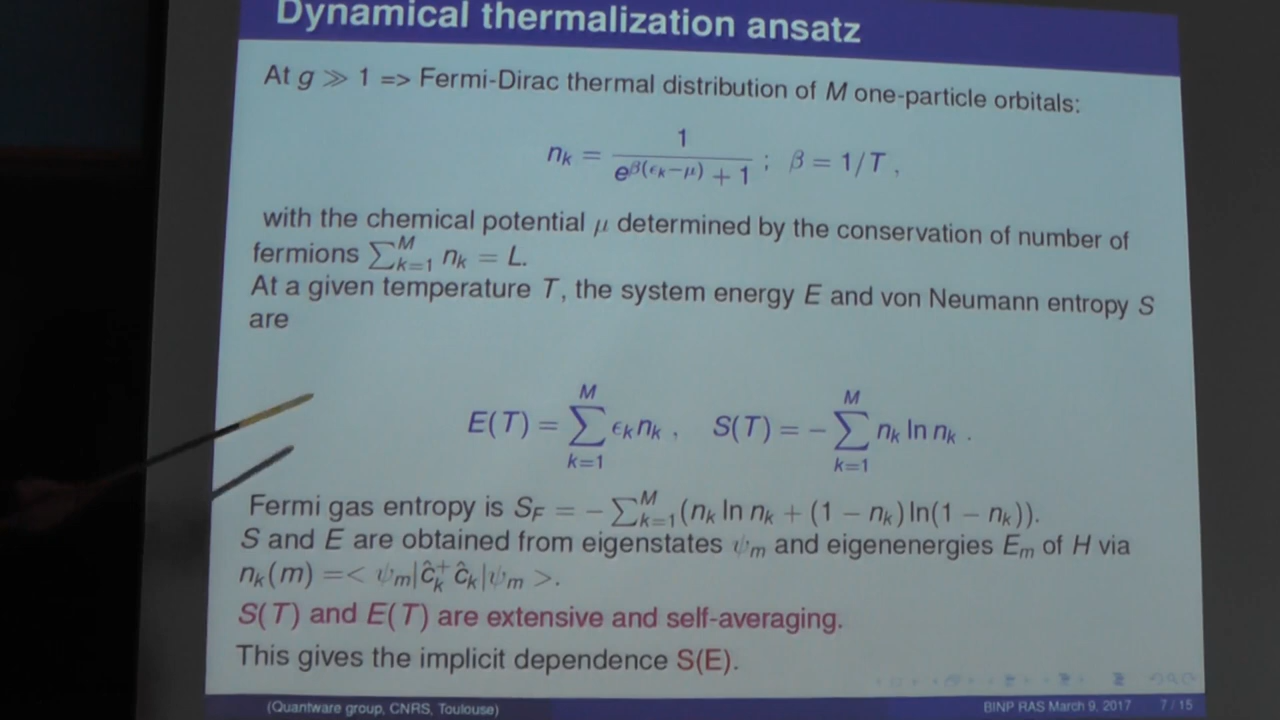 Dynamical thermalization ansatz
At g ≫ 1 => Fermi-Dirac thermal distribution of M one-particle orbitals:
n_k = 1 / (e^{β(ϵ_k−μ)} + 1) ; β = 1/T ,
with the chemical potential μ determined by the conservation of number of
fermions ∑_{k=1}^{M} n_k = L.
At a given temperature T, the system energy E and von Neumann entropy S
are
E(T) = ∑_{k=1}^{M} ϵ_k n_k , S(T) = − ∑_{k=1}^{M} n_k ln n_k .
Fermi gas entropy is S_F = − ∑_{k=1}^{M} (n_k ln n_k + (1 − n_k) ln(1 − n_k)).
S and E are obtained from eigenstates ψ_m and eigenenergies E_m of H via
n_k(m) =< ψ_m|ĉ_k^+ ĉ_k|ψ_m >.
S(T) and E(T) are extensive and self-averaging.
This gives the implicit dependence S(E).
(Quantware group, CNRS, Toulouse) BINP RAS March 9, 2017 7 / 15